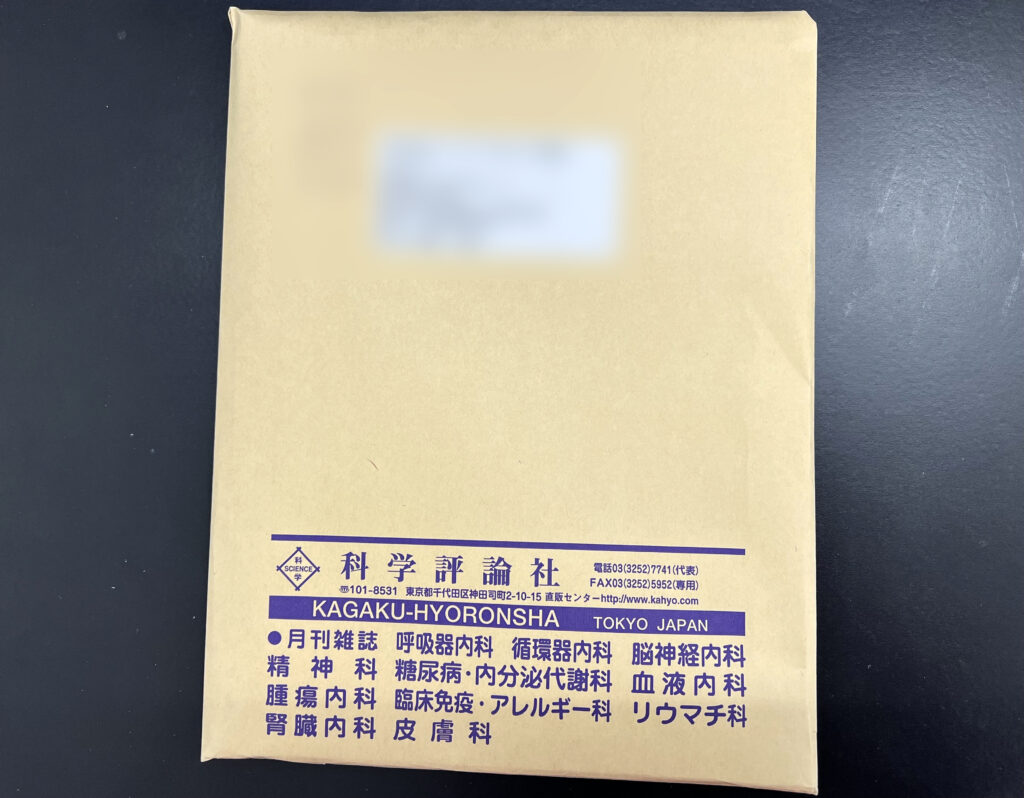 科
SCIENCE
学
科学評論社
電話03(3252)7741(代表)
FAX03(3252)5952(専用)
〠101-8531 東京都千代田区神田司町2-10-15 直販センターhttp://www.kahyo.com
KAGAKU-HYORONSHA TOKYO JAPAN
●月刊雑誌 呼吸器内科 循環器内科 脳神経内科
精神科 糖尿病・内分泌代謝科 血液内科
腫瘍内科 臨床免疫・アレルギー科 リウマチ科
腎臓内科 皮膚科